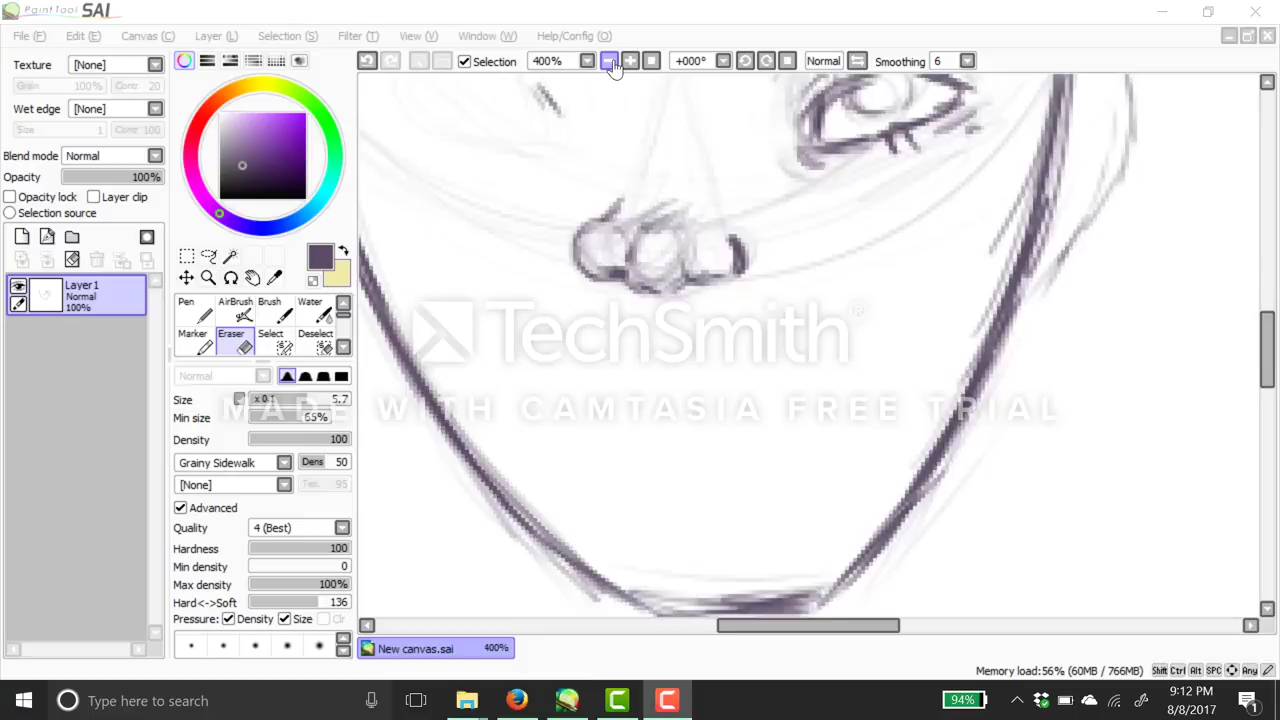 PaintTool SAI
File (F) Edit (E) Canvas (C) Layer (L) Selection (S) Filter (T) View (V) Window (W) Help/Config (O)
Texture [None]
Grain 100% Contr 20
Wet edge [None]
Size 1 Contr 100
Blend mode Normal
Opacity 100%
Opacity lock Layer clip
Selection source
Layer1
Normal
100%
Pen AirBrush Brush Water
Marker Eraser Select Deselect
Normal
Size x 0.1 5.7
Min size 65%
Density 100
Grainy Sidewalk Dens 50
[None] 95
Advanced
Quality 4 (Best)
Hardness 100
Min density 0
Max density 100%
Hard<->Soft 136
Pressure: Density Size Clr
Selection 400% +000° Normal Smoothing 6
TechSmith®
MADE WITH CAMTASIA FREE TRIAL
New canvas.sai 400%
Memory load: 56% (60MB / 766MB) Shift Ctrl Alt SPC Any
Type here to search
94%
9:12 PM
8/8/2017
1